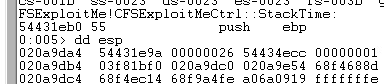 FSExploitMe!CFSExploitMeCtrl::StackTime:
54431eb0 55 push ebp
0:005> dd esp
020a9da4 54431e9a 00000026 54434ecc 00000001
020a9db4 03f81bf0 020a9dc0 020a9e54 68f4688d
020a9dc4 68f4ec14 68f9a4fe a06a0919 fffffffe